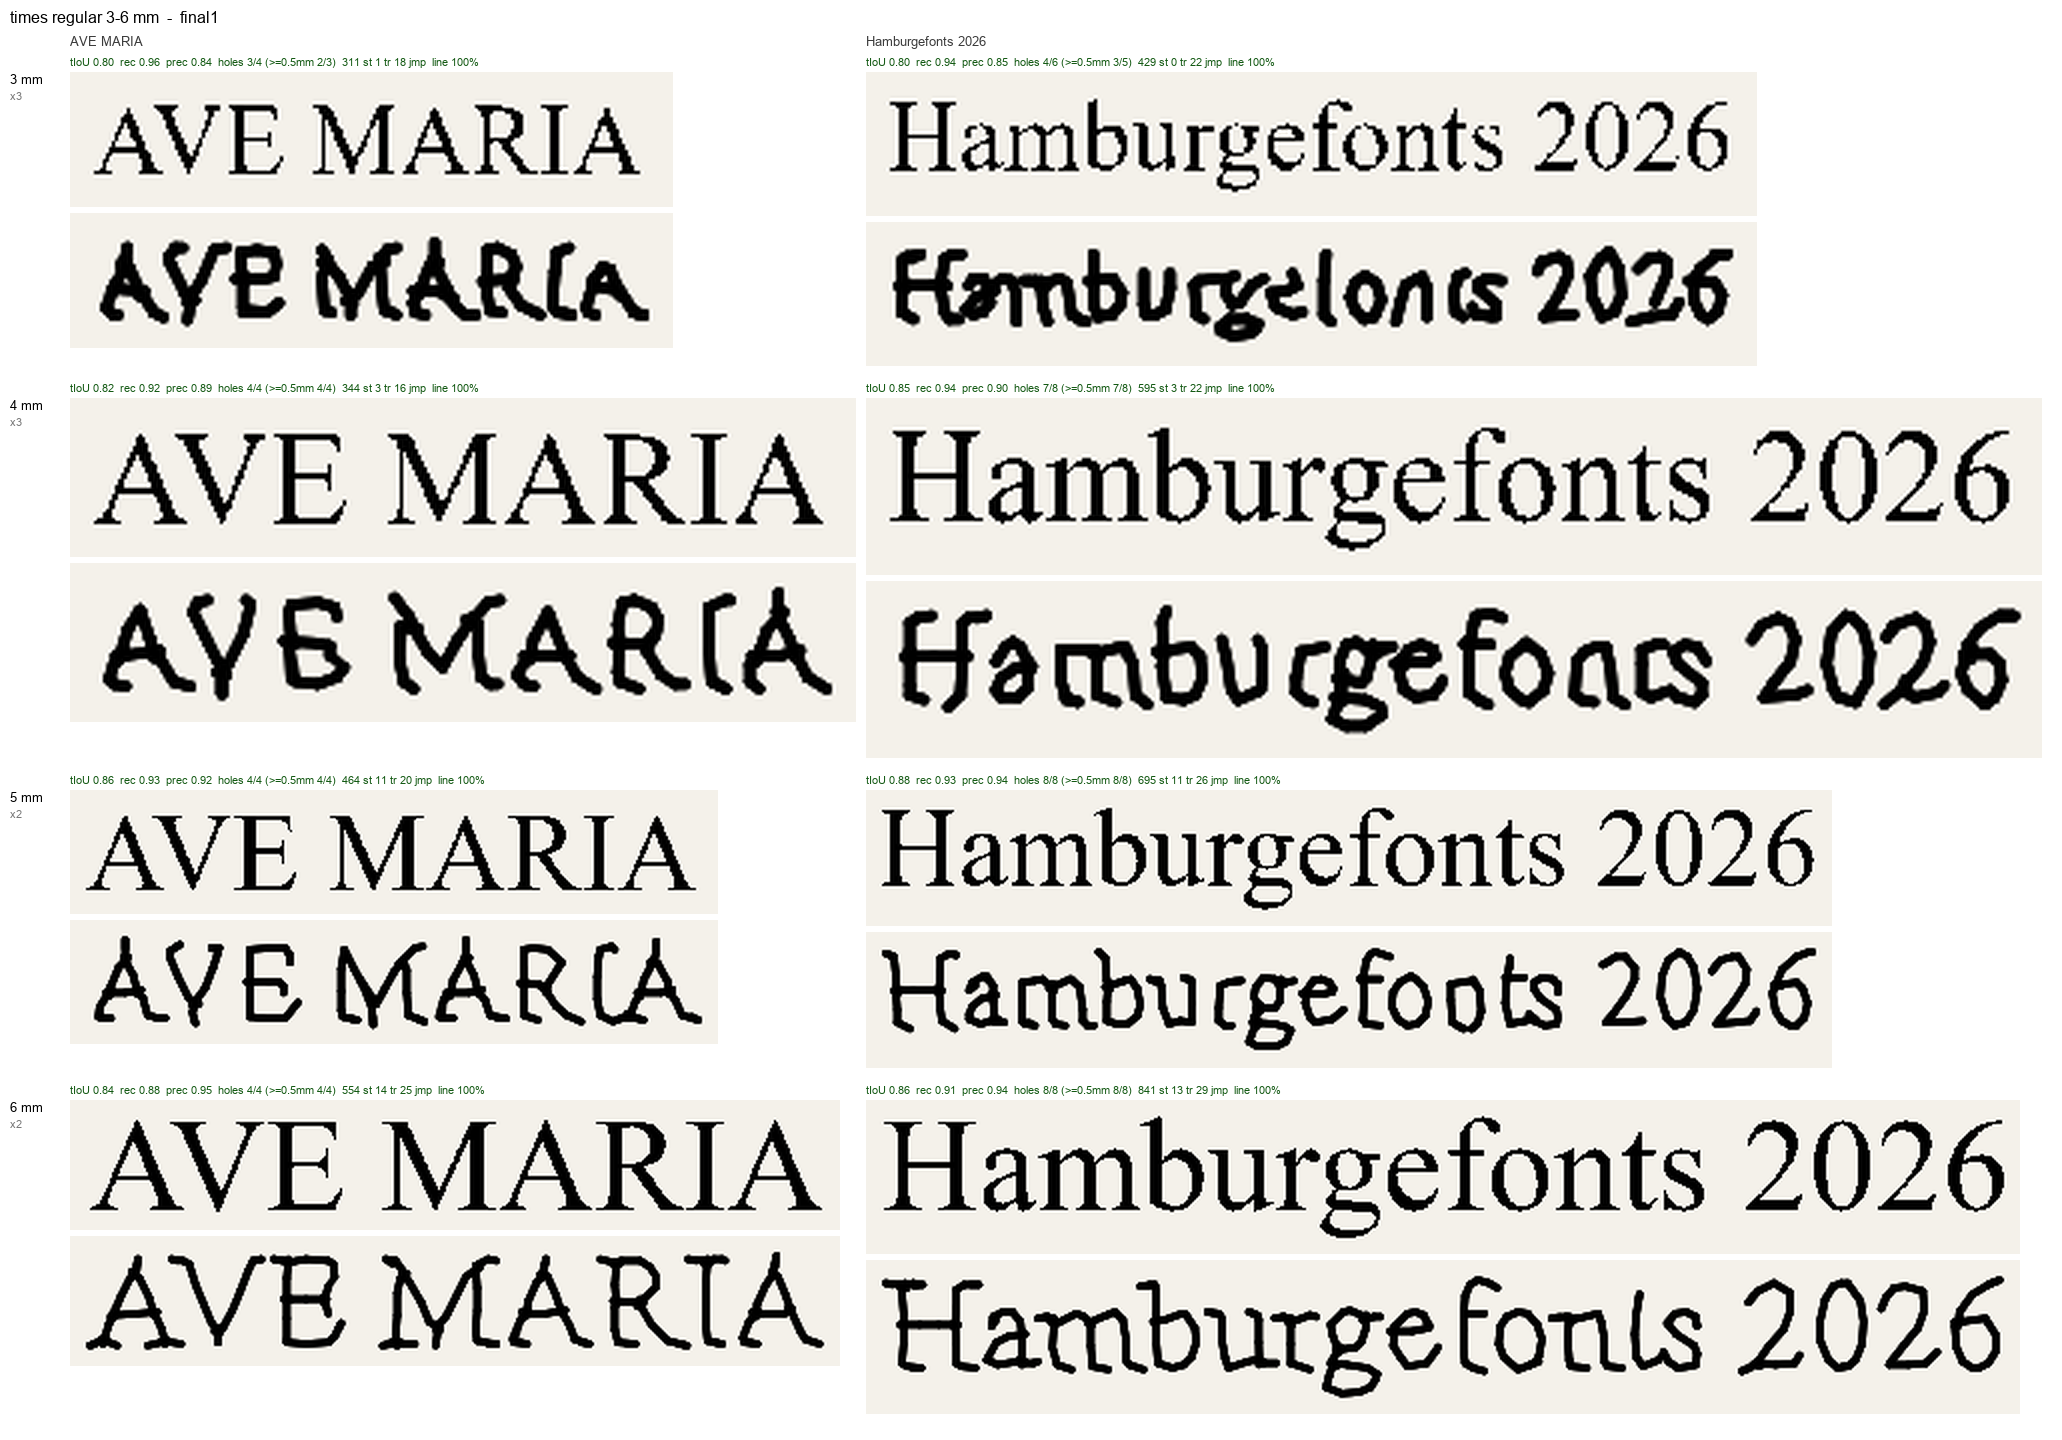 times regular 3-6 mm  -  final1
AVE MARIA
Hamburgefonts 2026
3 mm
x3
tIoU 0.80  rec 0.96  prec 0.84  holes 3/4 (>=0.5mm 2/3)  311 st 1 tr 18 jmp  line 100%
AVE MARIA
AVE MARIA
tIoU 0.80  rec 0.94  prec 0.85  holes 4/6 (>=0.5mm 3/5)  429 st 0 tr 22 jmp  line 100%
Hamburgefonts 2026
Hamburgefonts 2026
4 mm
x3
tIoU 0.82  rec 0.92  prec 0.89  holes 4/4 (>=0.5mm 4/4)  344 st 3 tr 16 jmp  line 100%
AVE MARIA
AVE MARIA
tIoU 0.85  rec 0.94  prec 0.90  holes 7/8 (>=0.5mm 7/8)  595 st 3 tr 22 jmp  line 100%
Hamburgefonts 2026
Hamburgefonts 2026
5 mm
x2
tIoU 0.86  rec 0.93  prec 0.92  holes 4/4 (>=0.5mm 4/4)  464 st 11 tr 20 jmp  line 100%
AVE MARIA
AVE MARIA
tIoU 0.88  rec 0.93  prec 0.94  holes 8/8 (>=0.5mm 8/8)  695 st 11 tr 26 jmp  line 100%
Hamburgefonts 2026
Hamburgefonts 2026
6 mm
x2
tIoU 0.84  rec 0.88  prec 0.95  holes 4/4 (>=0.5mm 4/4)  554 st 14 tr 25 jmp  line 100%
AVE MARIA
AVE MARIA
tIoU 0.86  rec 0.91  prec 0.94  holes 8/8 (>=0.5mm 8/8)  841 st 13 tr 29 jmp  line 100%
Hamburgefonts 2026
Hamburgefonts 2026